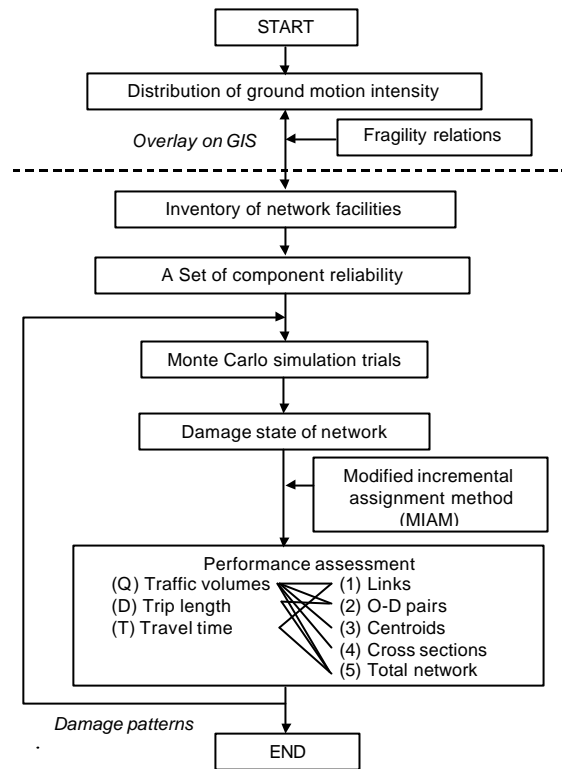 START
Distribution of ground motion intensity
Overlay on GIS
Fragility relations
Inventory of network facilities
A Set of component reliability
Monte Carlo simulation trials
Damage state of network
Modified incremental
assignment method
(MIAM)
Performance assessment
(Q) Traffic volumes (1) Links
(D) Trip length (2) O-D pairs
(T) Travel time (3) Centroids
(4) Cross sections
(5) Total network
Damage patterns
END